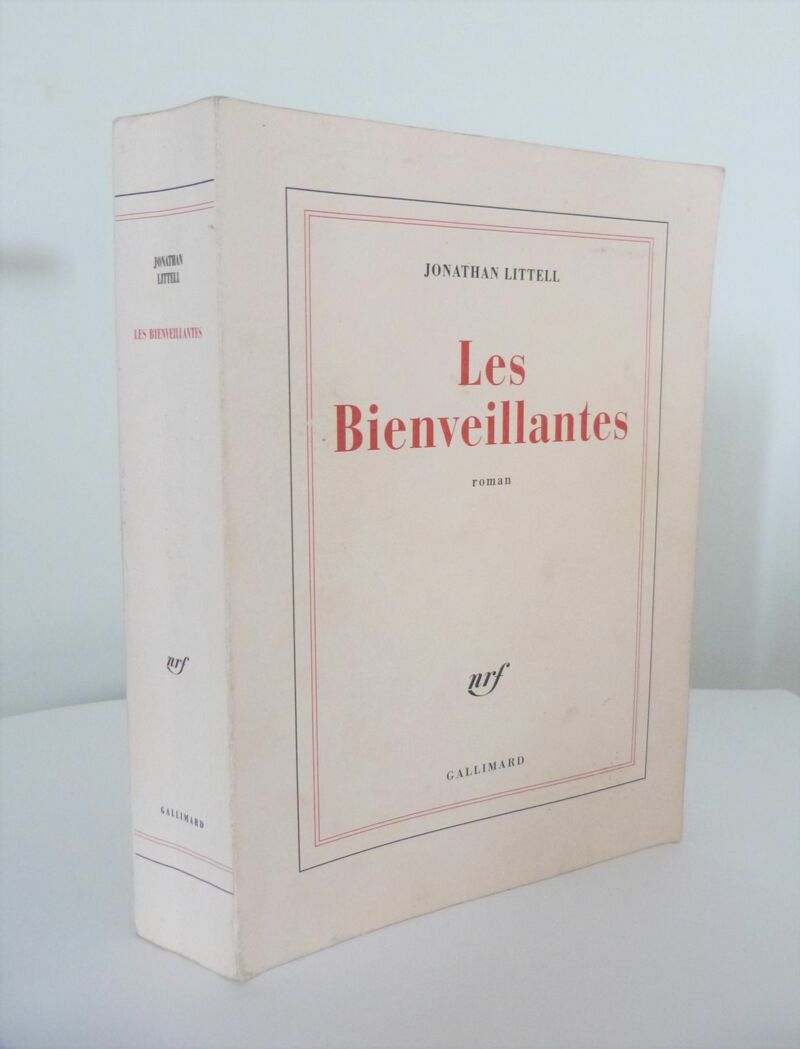 JONATHAN
LITTELL
LES BIENVEILLANTES
nrf
GALLIMARD
JONATHAN LITTELL
Les
Bienveillantes
roman
nrf
GALLIMARD